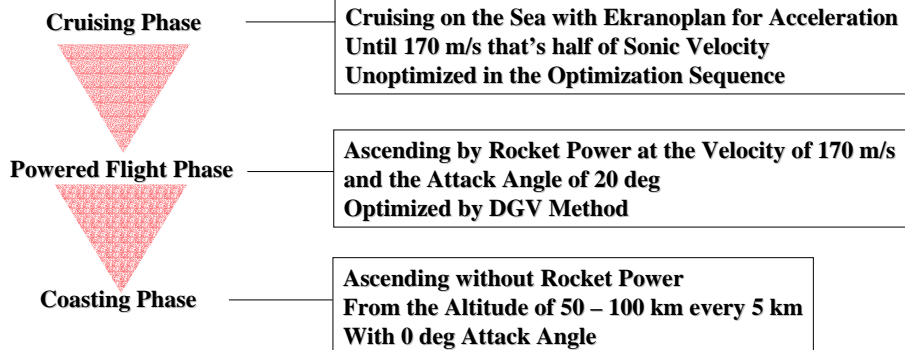 Cruising Phase
Cruising on the Sea with Ekranoplan for Acceleration
Until 170 m/s that's half of Sonic Velocity
Unoptimized in the Optimization Sequence
Powered Flight Phase
Ascending by Rocket Power at the Velocity of 170 m/s
and the Attack Angle of 20 deg
Optimized by DGV Method
Coasting Phase
Ascending without Rocket Power
From the Altitude of 50 – 100 km every 5 km
With 0 deg Attack Angle